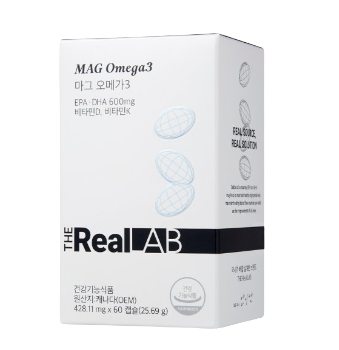 MAG Omega3
마그 오메가3
EPA·DHA 600mg
비타민D, 비타민K
THE ReaL LAB
건강기능식품
원산지:캐나다(OEM)
428.11 mg x 60 캡슐(25.69 g)
REAL SOURCE,
REAL SOLUTION